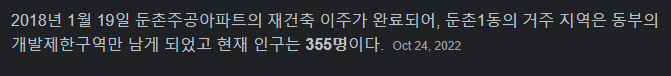 2018년 1월 19일 둔촌주공아파트의 재건축 이주가 완료되어, 둔촌1동의 거주 지역은 동부의
개발제한구역만 남게 되었고 현재 인구는 355명이다. Oct 24, 2022